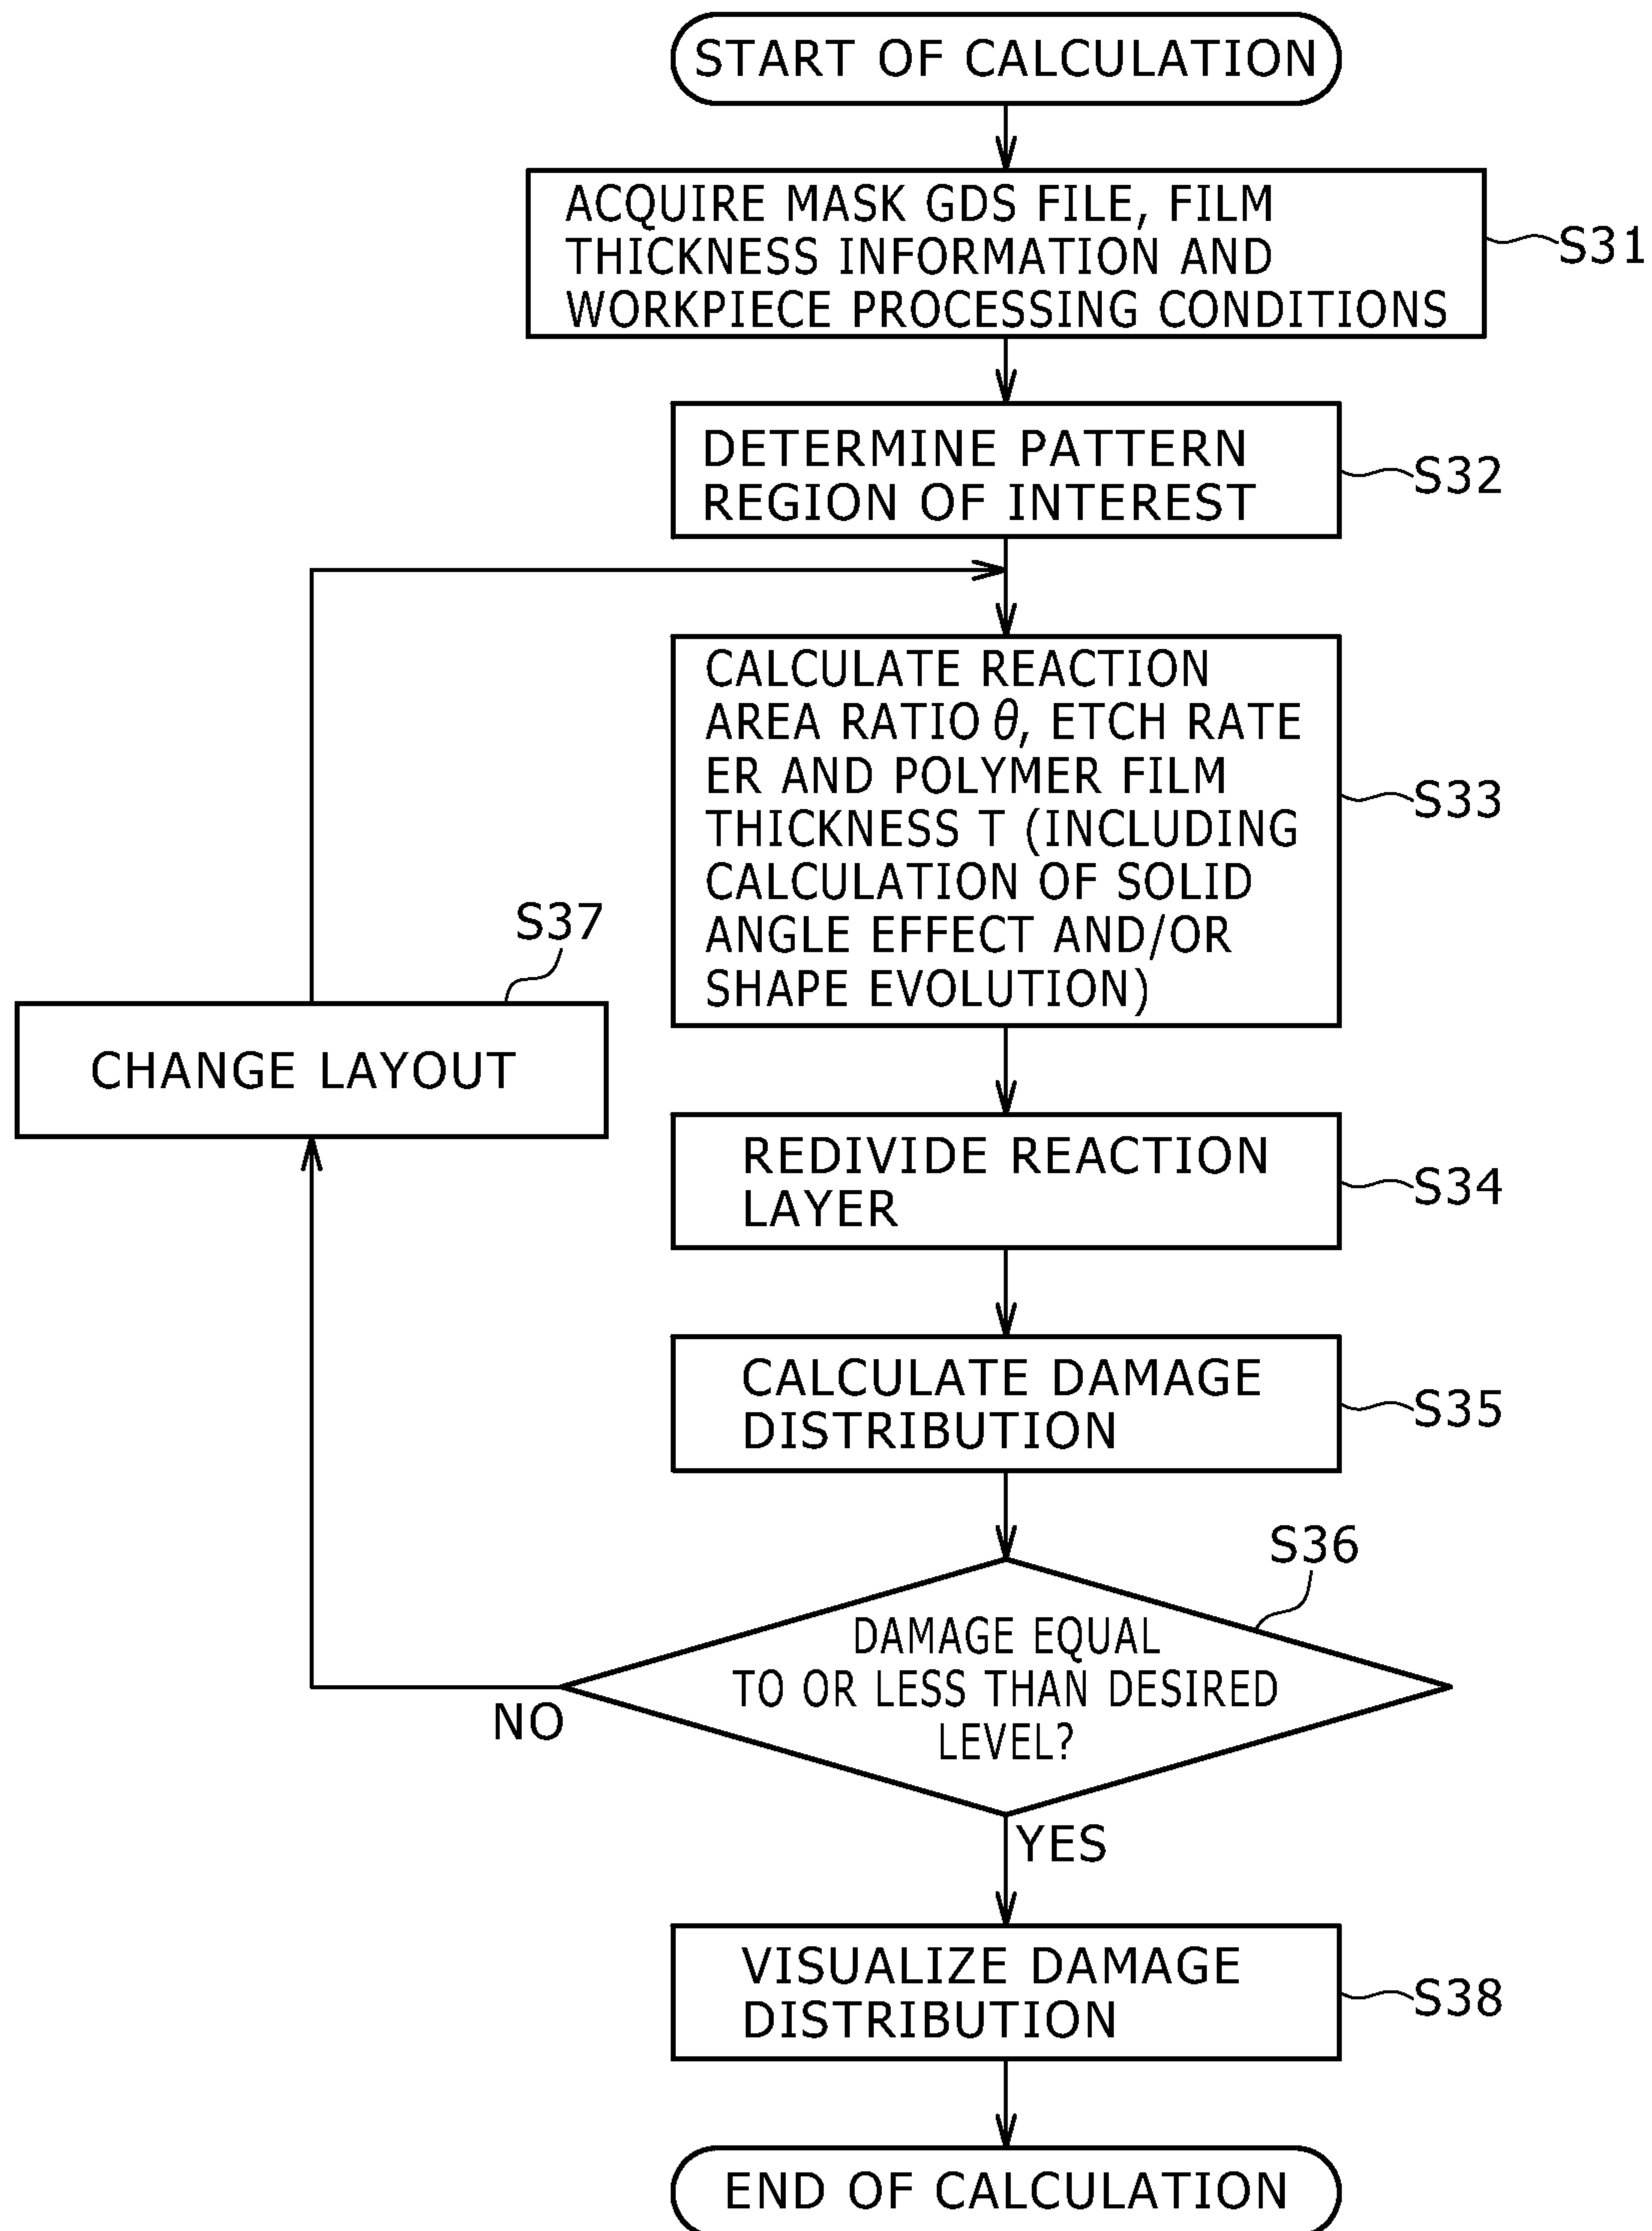 START OF CALCULATION
ACQUIRE MASK GDS FILE, FILM
THICKNESS INFORMATION AND
WORKPIECE PROCESSING CONDITIONS
S31
DETERMINE PATTERN
REGION OF INTEREST
S32
CALCULATE REACTION
AREA RATIO θ, ETCH RATE
ER AND POLYMER FILM
THICKNESS T (INCLUDING
CALCULATION OF SOLID
ANGLE EFFECT AND/OR
SHAPE EVOLUTION)
S33
S37
CHANGE LAYOUT
REDIVIDE REACTION
LAYER
S34
CALCULATE DAMAGE
DISTRIBUTION
S35
S36
DAMAGE EQUAL
TO OR LESS THAN DESIRED
LEVEL?
NO
YES
VISUALIZE DAMAGE
DISTRIBUTION
S38
END OF CALCULATION